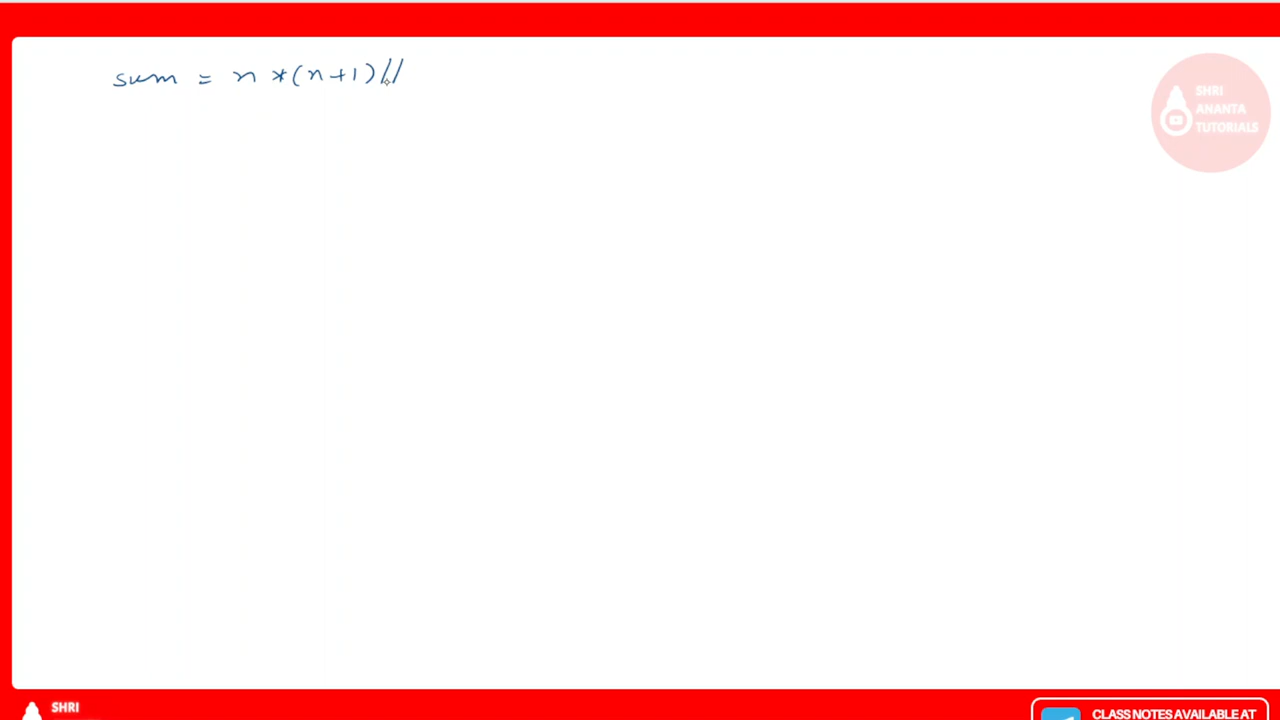 sum = n *(n+1)//
SHRI
ANANTA
TUTORIALS
SHRI
CLASS NOTES AVAILABLE AT